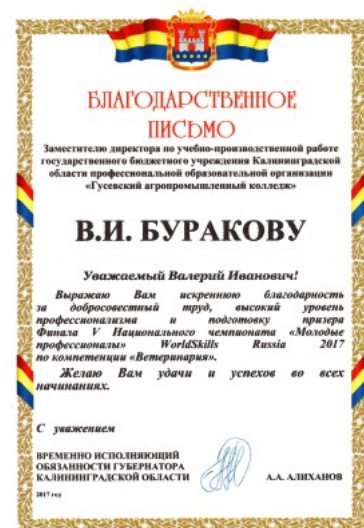 БЛАГОДАРСТВЕННОЕ
ПИСЬМО
Заместителю директора по учебно-производственной работе
государственного бюджетного учреждения Калининградской
области профессиональной образовательной организации
«Гусевский агропромышленный колледж»
В.И. БУРАКОВУ
Уважаемый Валерий Иванович!
Выражаю Вам искреннюю благодарность
за добросовестный труд, высокий уровень
профессионализма и подготовку призера
Финала V Национального чемпионата «Молодые
профессионалы» WorldSkills Russia 2017
по компетенции «Ветеринария».
Желаю Вам удачи и успехов во всех
начинаниях.
С уважением
ВРЕМЕННО ИСПОЛНЯЮЩИЙ
ОБЯЗАННОСТИ ГУБЕРНАТОРА
КАЛИНИНГРАДСКОЙ ОБЛАСТИ А.А. АЛИХАНОВ
2017 год